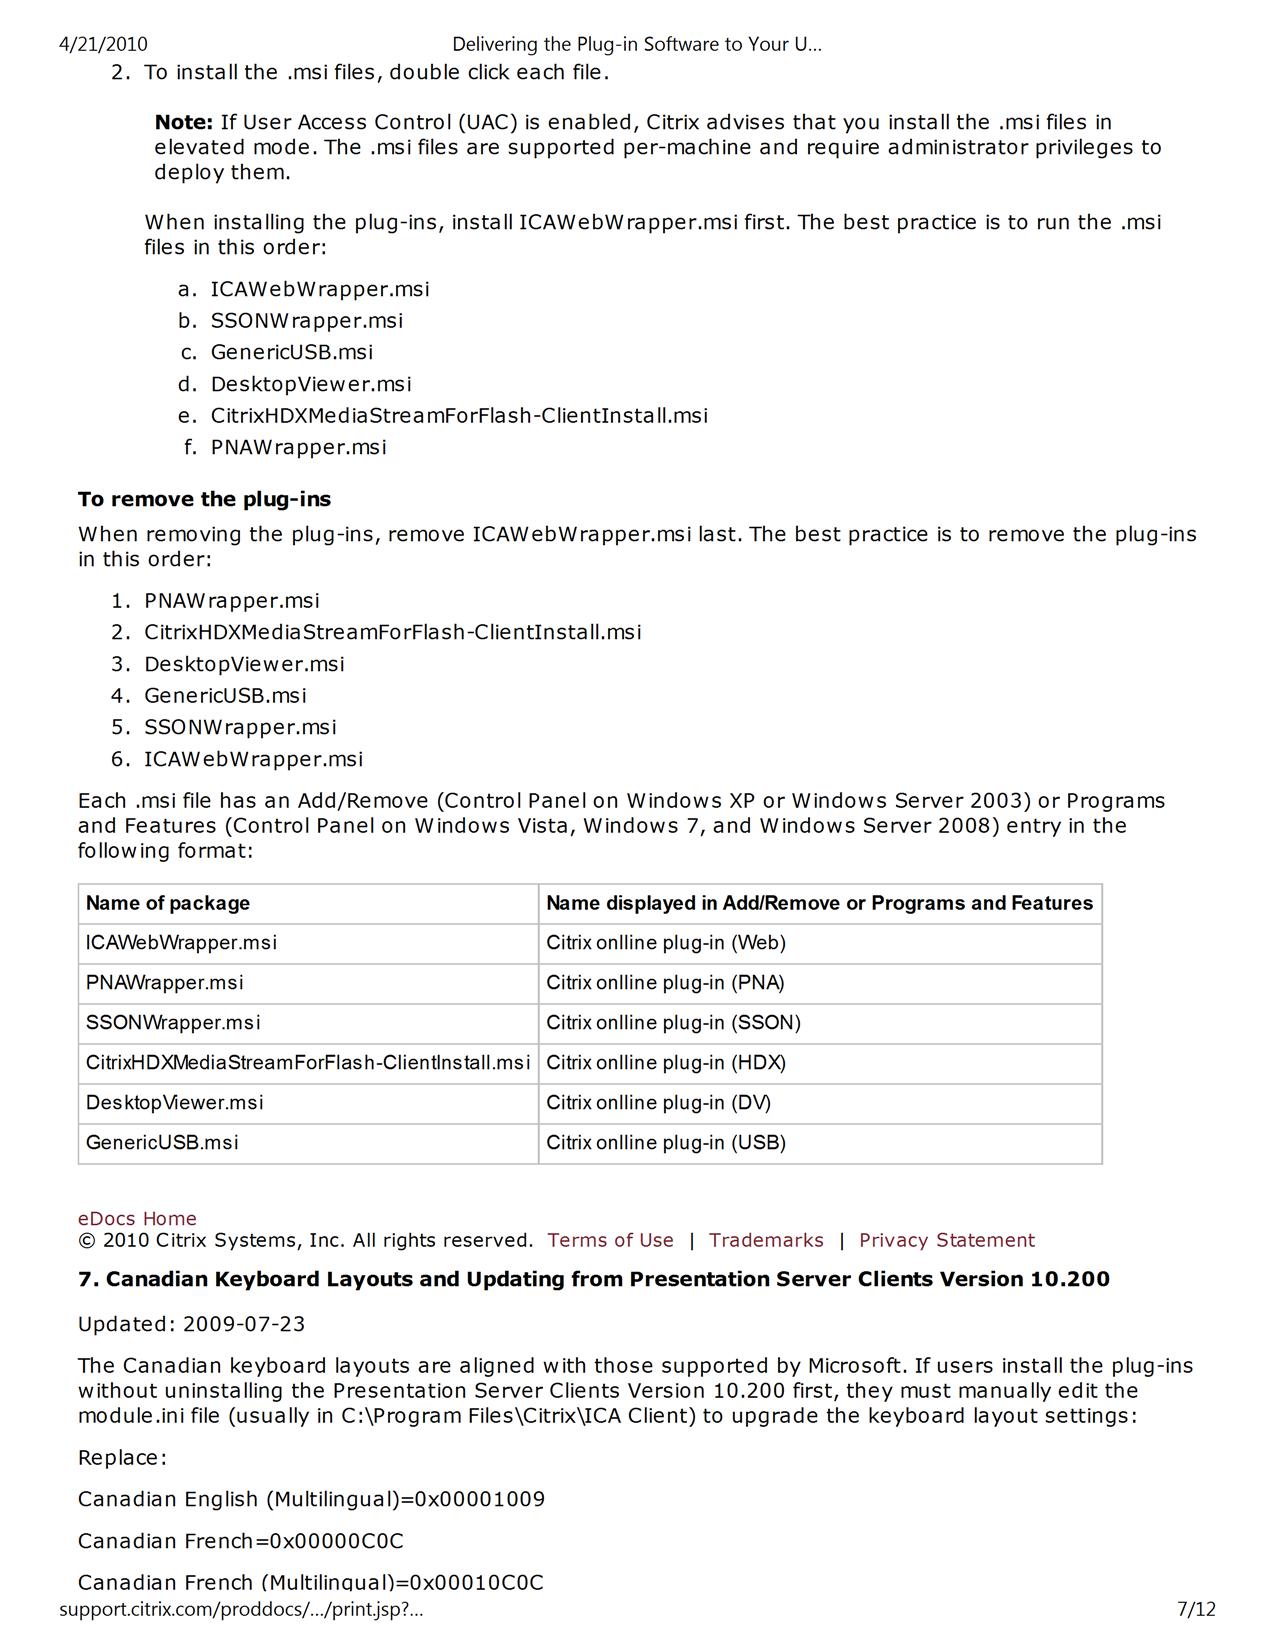 4/21/2010 Delivering the Plug-in Software to Your U...
2. To install the .msi files, double click each file.
Note: If User Access Control (UAC) is enabled, Citrix advises that you install the .msi files in
elevated mode. The .msi files are supported per-machine and require administrator privileges to
deploy them.
When installing the plug-ins, install ICAWebWrapper.msi first. The best practice is to run the .msi
files in this order:
a. ICAWebWrapper.msi
b. SSONWrapper.msi
c. GenericUSB.msi
d. DesktopViewer.msi
e. CitrixHDXMediaStreamForFlash-ClientInstall.msi
f. PNAWrapper.msi
To remove the plug-ins
When removing the plug-ins, remove ICAWebWrapper.msi last. The best practice is to remove the plug-ins
in this order:
1. PNAWrapper.msi
2. CitrixHDXMediaStreamForFlash-ClientInstall.msi
3. DesktopViewer.msi
4. GenericUSB.msi
5. SSONWrapper.msi
6. ICAWebWrapper.msi
Each .msi file has an Add/Remove (Control Panel on Windows XP or Windows Server 2003) or Programs
and Features (Control Panel on Windows Vista, Windows 7, and Windows Server 2008) entry in the
following format:
Name of package Name displayed in Add/Remove or Programs and Features
ICAWebWrapper.msi Citrix onlline plug-in (Web)
PNAWrapper.msi Citrix onlline plug-in (PNA)
SSONWrapper.msi Citrix onlline plug-in (SSON)
CitrixHDXMediaStreamForFlash-ClientInstall.msi Citrix onlline plug-in (HDX)
DesktopViewer.msi Citrix onlline plug-in (DV)
GenericUSB.msi Citrix onlline plug-in (USB)
eDocs Home
© 2010 Citrix Systems, Inc. All rights reserved. Terms of Use | Trademarks | Privacy Statement
7. Canadian Keyboard Layouts and Updating from Presentation Server Clients Version 10.200
Updated: 2009-07-23
The Canadian keyboard layouts are aligned with those supported by Microsoft. If users install the plug-ins
without uninstalling the Presentation Server Clients Version 10.200 first, they must manually edit the
module.ini file (usually in C:\Program Files\Citrix\ICA Client) to upgrade the keyboard layout settings:
Replace:
Canadian English (Multilingual)=0x00001009
Canadian French=0x00000C0C
Canadian French (Multilingual)=0x00010C0C
support.citrix.com/proddocs/.../print.jsp?... 7/12